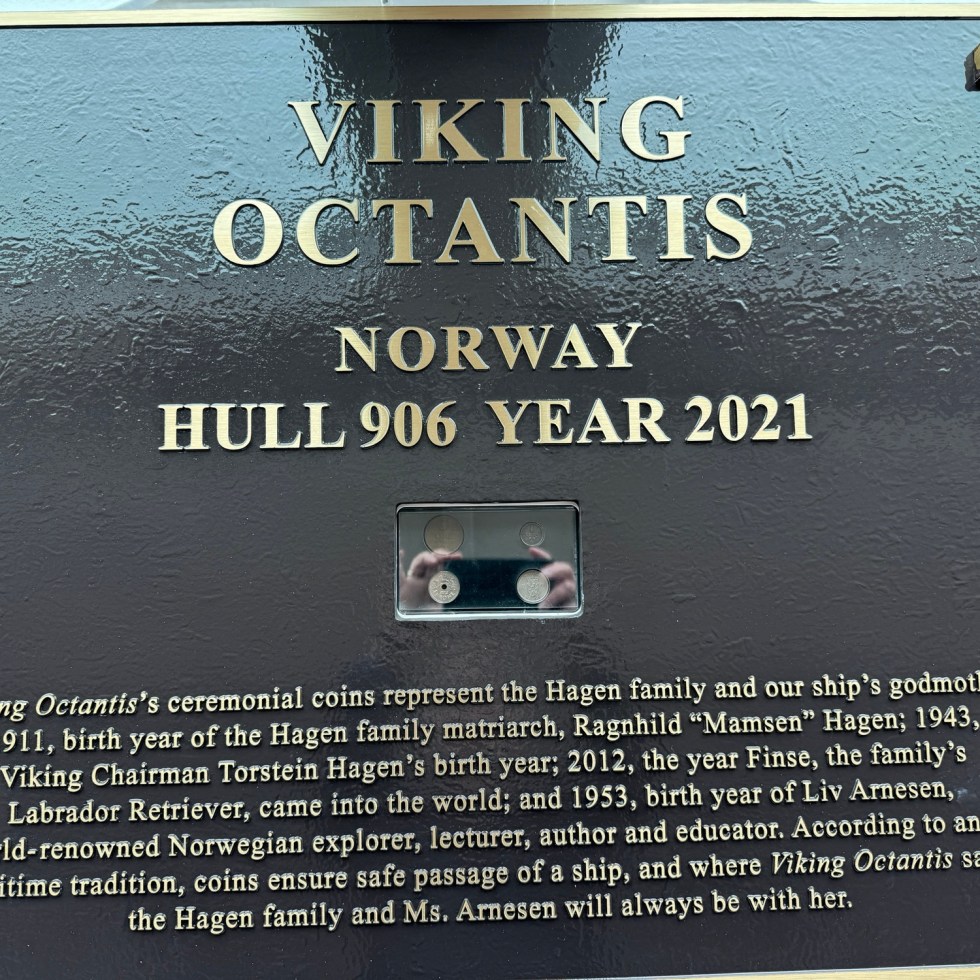 VIKING
OCTANTIS
NORWAY
HULL 906 YEAR 2021
Octantis's ceremonial coins represent the Hagen family and our ship's
911, birth year of the Hagen family matriarch, Ragnhild “Mamsen” Hagen; 1943,
Viking Chairman Torstein Hagen's birth year; 2012, the year Finse, the family's
Labrador Retriever, came into the world; and 1953, birth year of Liv Arnesen,
ld-renowned Norwegian explorer, lecturer, author and educator. According to an
itime tradition, coins ensure safe passage of a ship, and where Viking Octantis sa
the Hagen family and Ms. Arnesen will always be with her.